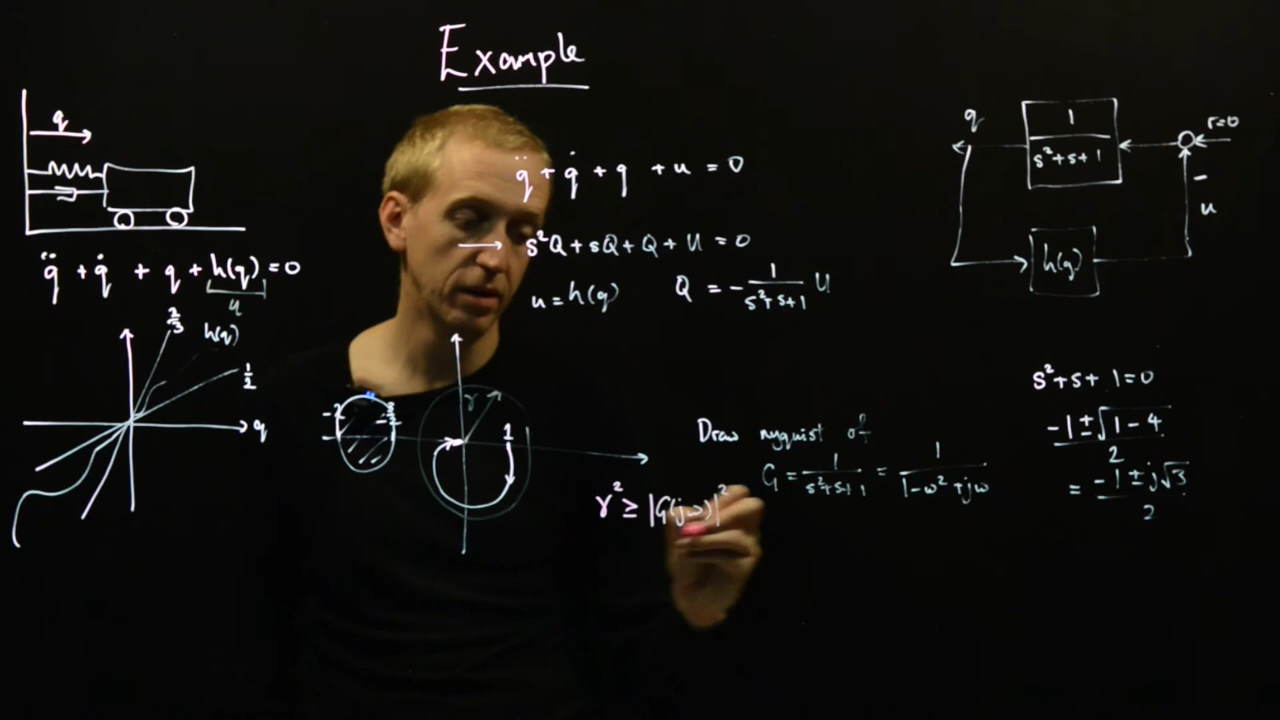 Example
q
q̈ + q̇ + q + h(q) = 0
u
2/3
h(q)
1/2
q
q̈ + q̇ + q + u = 0
→ s²Q + sQ + Q + U = 0
u = h(q)
Q = - 1/(s²+s+1) U
q
1/(s²+s+1)
r=0
-
u
h(q)
-2
γ
1
γ² ≥ |G(jω)|²
Draw nyquist of
G = 1/(s²+s+1) = 1/(1-ω²+jω)
s²+s+1=0
(-1±√(1-4))/2
= (-1±j√3)/2